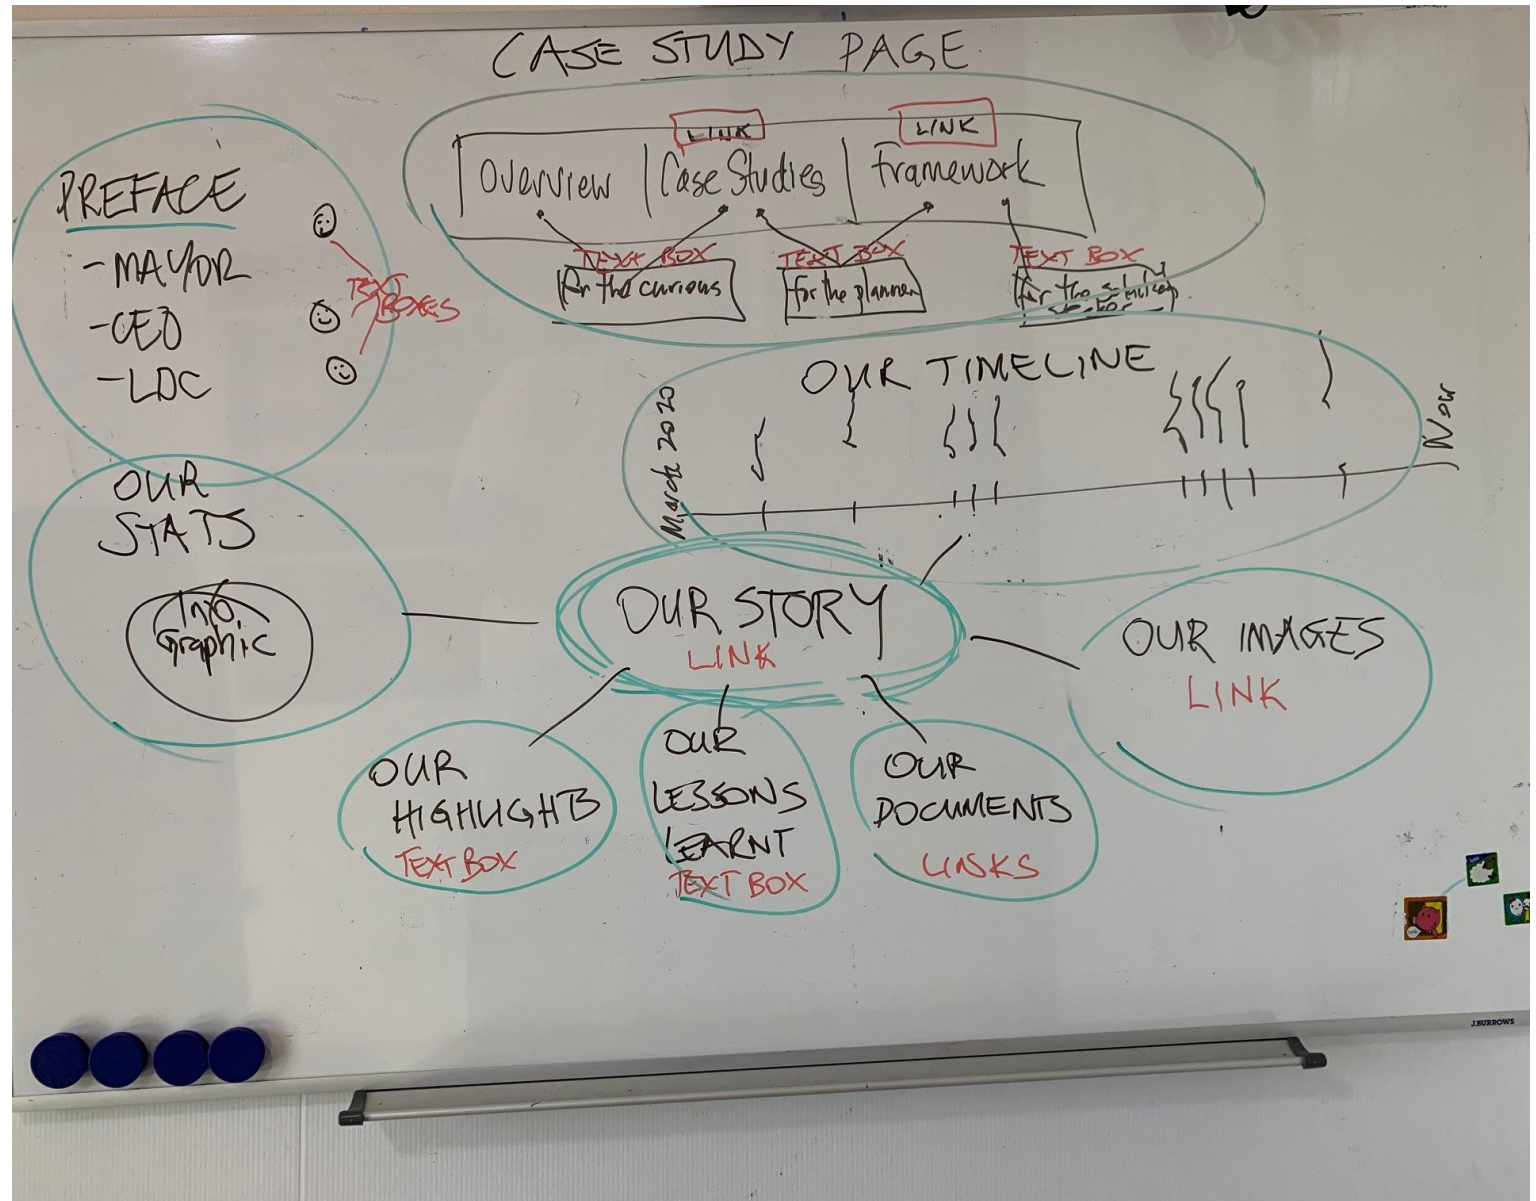 CASE STUDY PAGE
LINK
LINK
Overview
Case Studies
Framework
TEXT BOX
TEXT BOX
TEXT BOX
for the curious
for the planner
for the
PREFACE
- MAYOR
- CEO
- LDC
TEXT
BOXES
OUR TIMELINE
March 2020
Now
OUR
STATS
Info
Graphic
OUR STORY
LINK
OUR IMAGES
LINK
OUR
HIGHLIGHTS
TEXT BOX
OUR
LESSONS
LEARNT
TEXT BOX
OUR
DOCUMENTS
LINKS
J.BURROWS